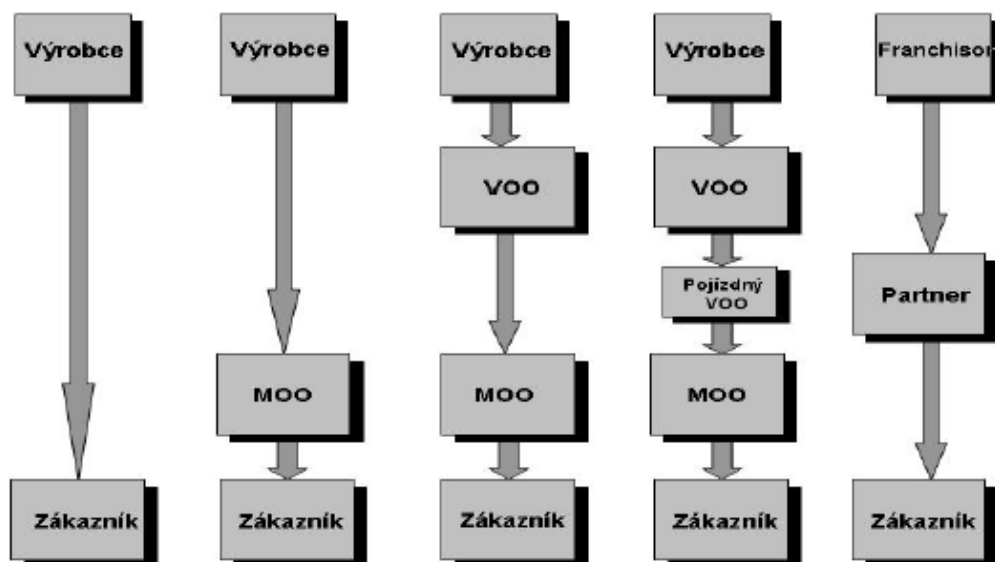 Výrobce
Výrobce
Výrobce
Výrobce
Franchisor
VOO
VOO
Pojízdný
VOO
Partner
MOO
MOO
MOO
Zákazník
Zákazník
Zákazník
Zákazník
Zákazník